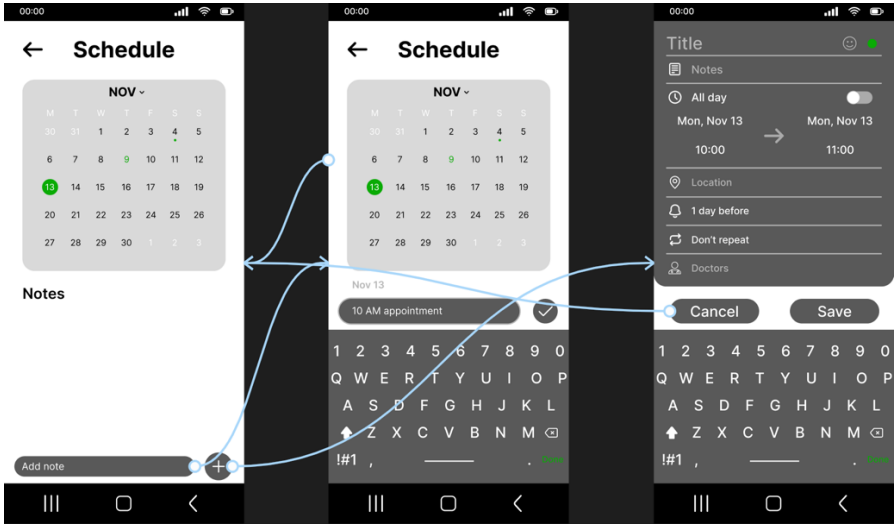 00:00
Schedule
NOV
M T W T F S S
30 31 1 2 3 4 5
6 7 8 9 10 11 12
13 14 15 16 17 18 19
20 21 22 23 24 25 26
27 28 29 30 1 2 3
Notes
Add note
+
00:00
Schedule
NOV
M T W T F S S
30 31 1 2 3 4 5
6 7 8 9 10 11 12
13 14 15 16 17 18 19
20 21 22 23 24 25 26
27 28 29 30 1 2 3
Nov 13
10 AM appointment
1 2 3 4 5 6 7 8 9 0
Q W E R T Y U I O P
A S D F G H J K L
Z X C V B N M
!#1 , . Done
00:00
Title
Notes
All day
Mon, Nov 13 Mon, Nov 13
10:00 11:00
Location
1 day before
Don't repeat
Doctors
Cancel Save
1 2 3 4 5 6 7 8 9 0
Q W E R T Y U I O P
A S D F G H J K L
Z X C V B N M
!#1 , . Done